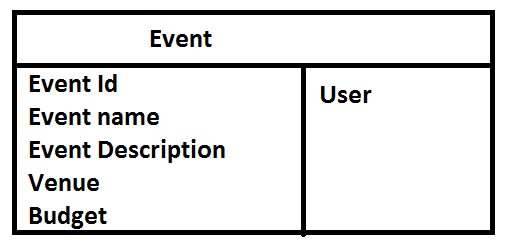 Event
Event Id
Event name
Event Description
Venue
Budget
User